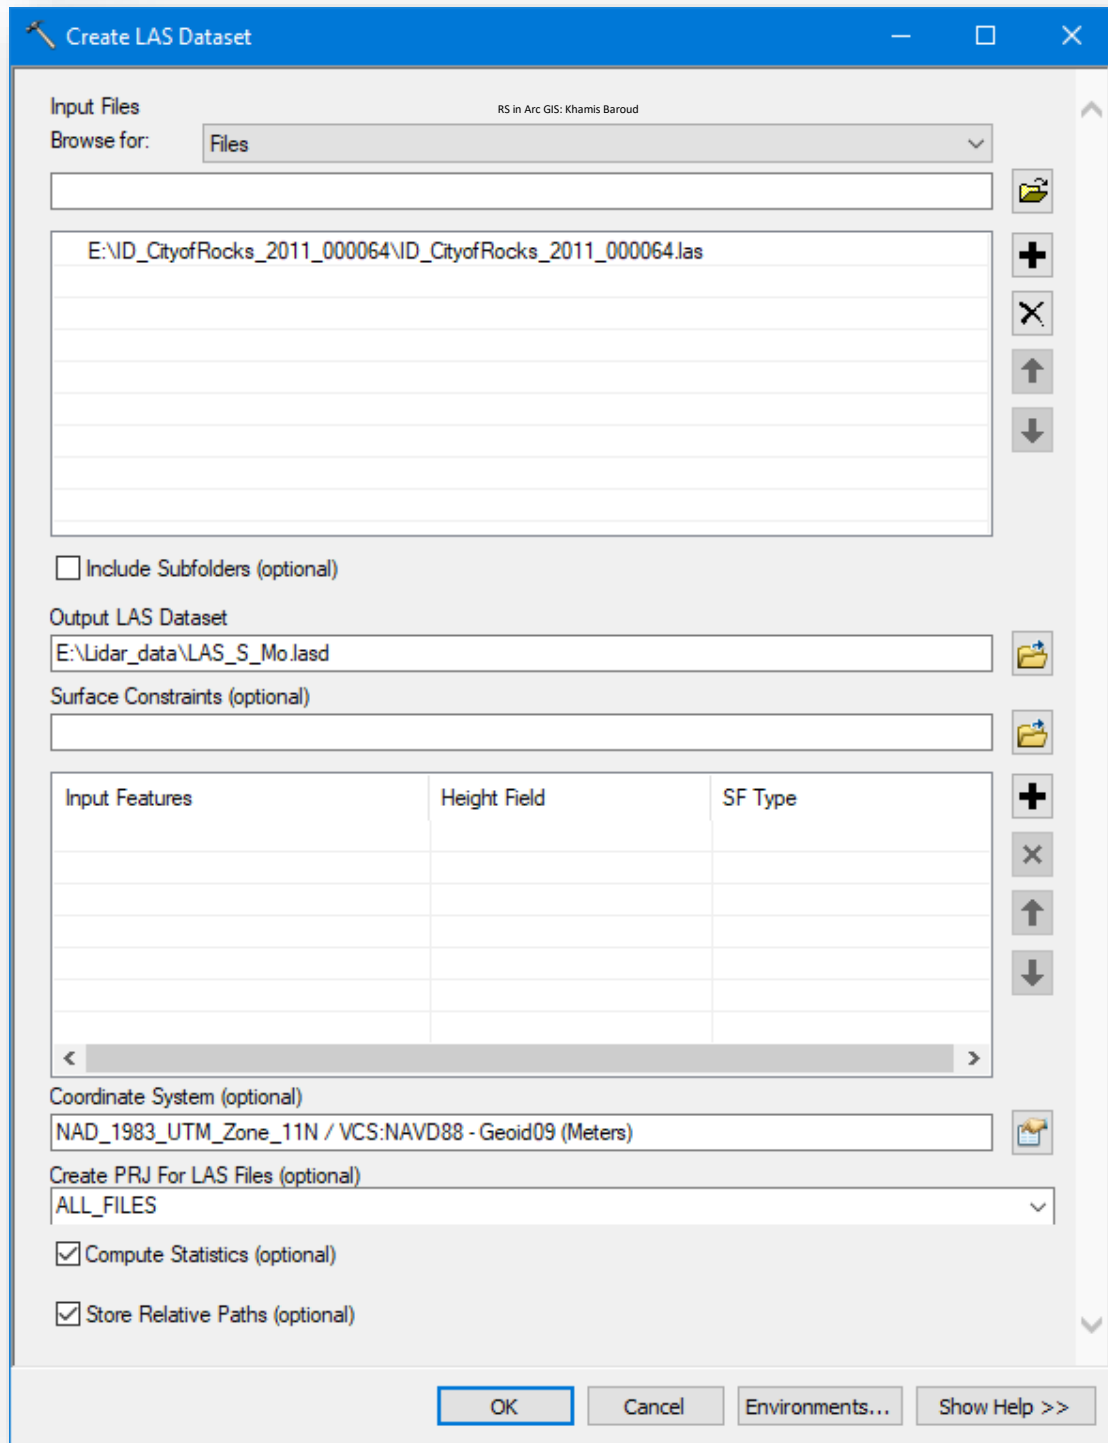 Create LAS Dataset
Input Files
RS in Arc GIS: Khamis Baroud
Browse for:
Files
E:\ID_CityofRocks_2011_000064\ID_CityofRocks_2011_000064.las
Include Subfolders (optional)
Output LAS Dataset
E:\Lidar_data\LAS_S_Mo.lasd
Surface Constraints (optional)
Input Features Height Field SF Type
Coordinate System (optional)
NAD_1983_UTM_Zone_11N / VCS:NAVD88 - Geoid09 (Meters)
Create PRJ For LAS Files (optional)
ALL_FILES
Compute Statistics (optional)
Store Relative Paths (optional)
OK Cancel Environments... Show Help >>